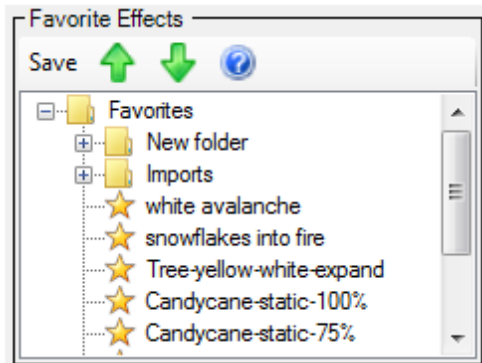 Favorite Effects
Save
Favorites
New folder
Imports
white avalanche
snowflakes into fire
Tree-yellow-white-expand
Candycane-static-100%
Candycane-static-75%